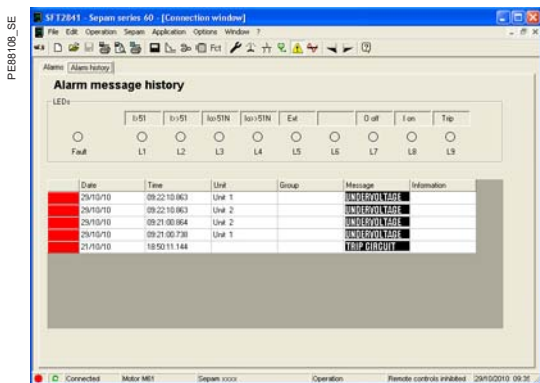 PE88108_SE
SFT2841 - Sepam series 60 - [Connection window]
File Edit Operation Sepam Application Options Window ?
Fct
Alarms Alarm history
Alarm message history
LEDs
I>51 I>>51 Io>51N Io>>51N Ext 0 off I on Trip
Fault L1 L2 L3 L4 L5 L6 L7 L8 L9
Date Time Unit Group Message Information
29/10/10 09:22:10.863 Unit 1 UNDERVOLTAGE
29/10/10 09:22:10.863 Unit 2 UNDERVOLTAGE
29/10/10 09:21:00.864 Unit 2 UNDERVOLTAGE
29/10/10 09:21:00.738 Unit 1 UNDERVOLTAGE
21/10/10 18:50:11.144 TRIP CIRCUIT
Connected Motor M01 Sepam xxxx Operation Remote controls inhibited 29/10/2010 09:35